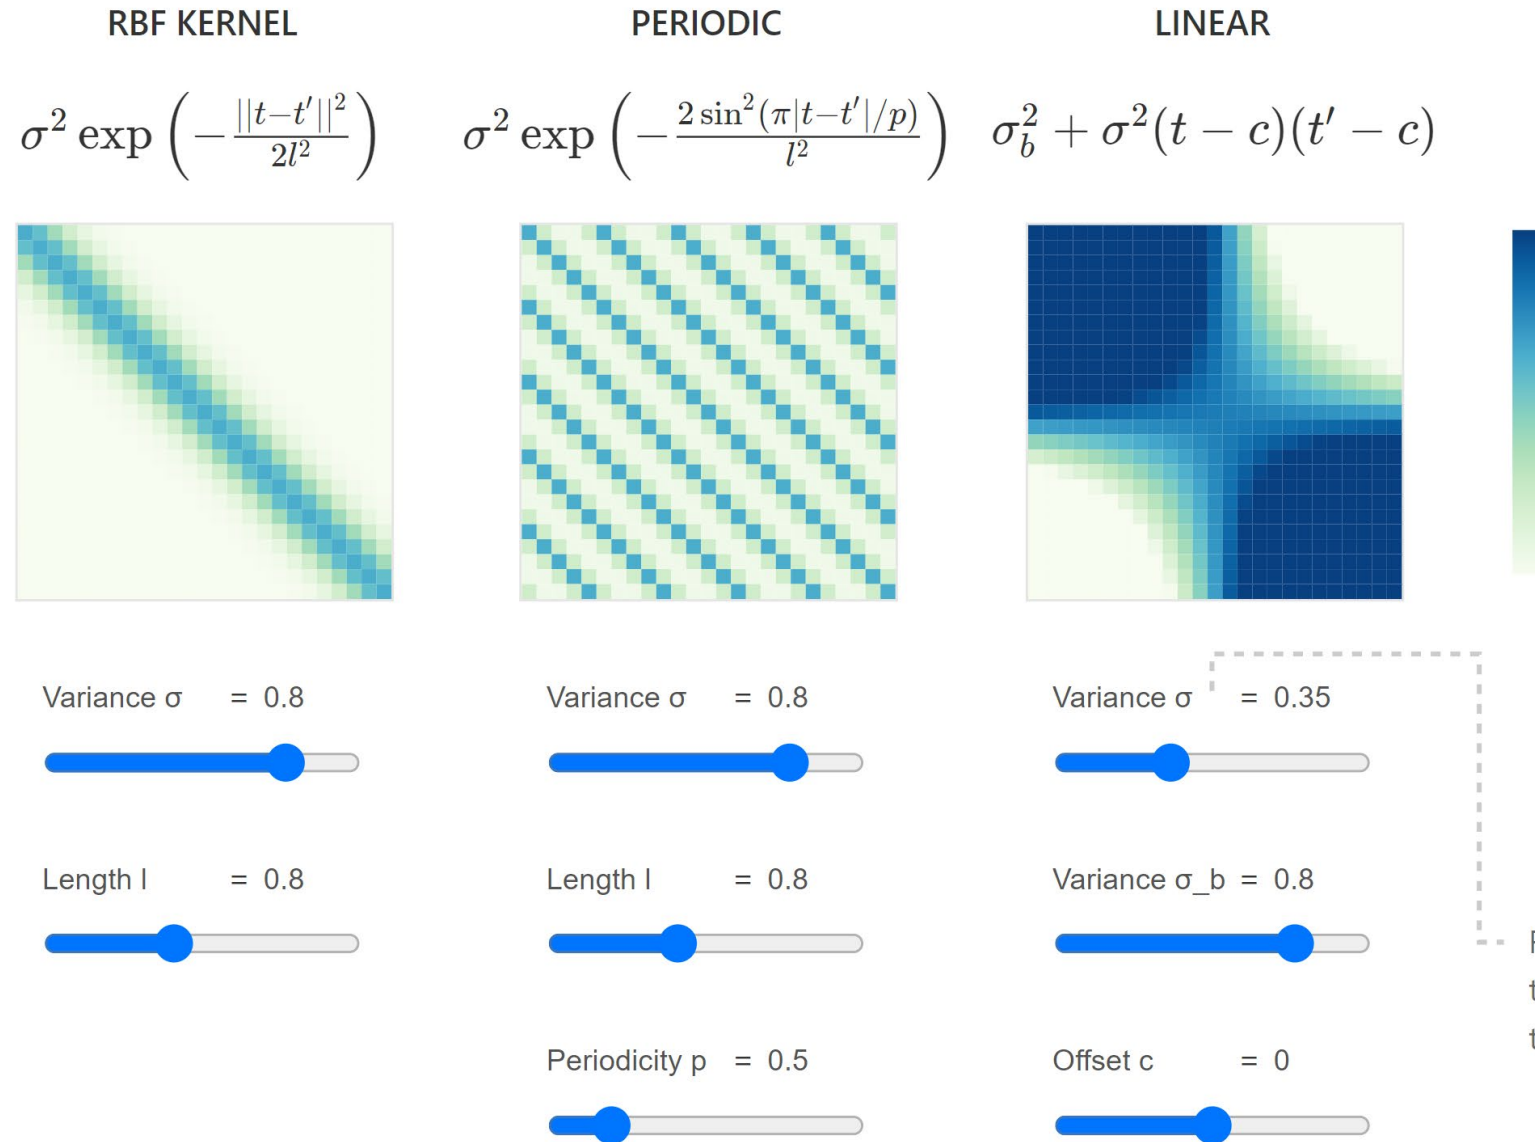 RBF KERNEL PERIODIC LINEAR
σ² exp(−||t−t′||²/2l²) σ² exp(−2 sin²(π|t−t′|/p)/l²) σ_b² + σ²(t − c)(t′ − c)
Variance σ = 0.8 Variance σ = 0.8 Variance σ = 0.35
Length l = 0.8 Length l = 0.8 Variance σ_b = 0.8
Periodicity p = 0.5 Offset c = 0